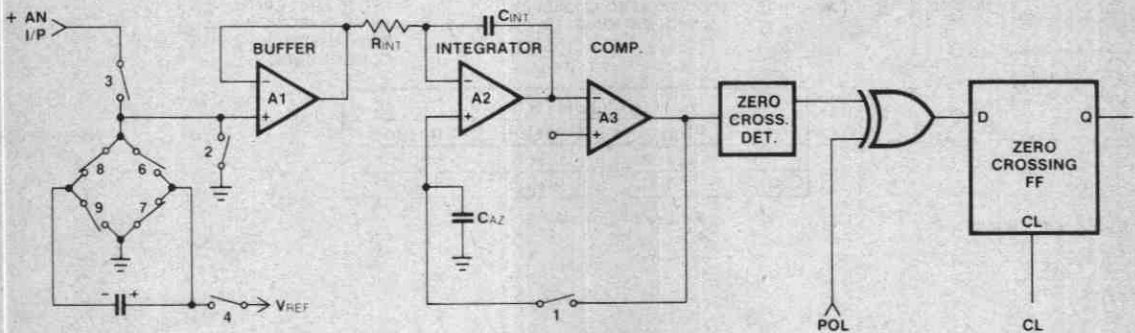 + AN
I/P
3
8
6
9
7
- +
4
VREF
2
BUFFER
A1
+
RINT
CINT
INTEGRATOR
-
A2
+
COMP.
-
A3
+
CAZ
1
ZERO
CROSS.
DET.
POL
D Q
ZERO
CROSSING
FF
CL
CL